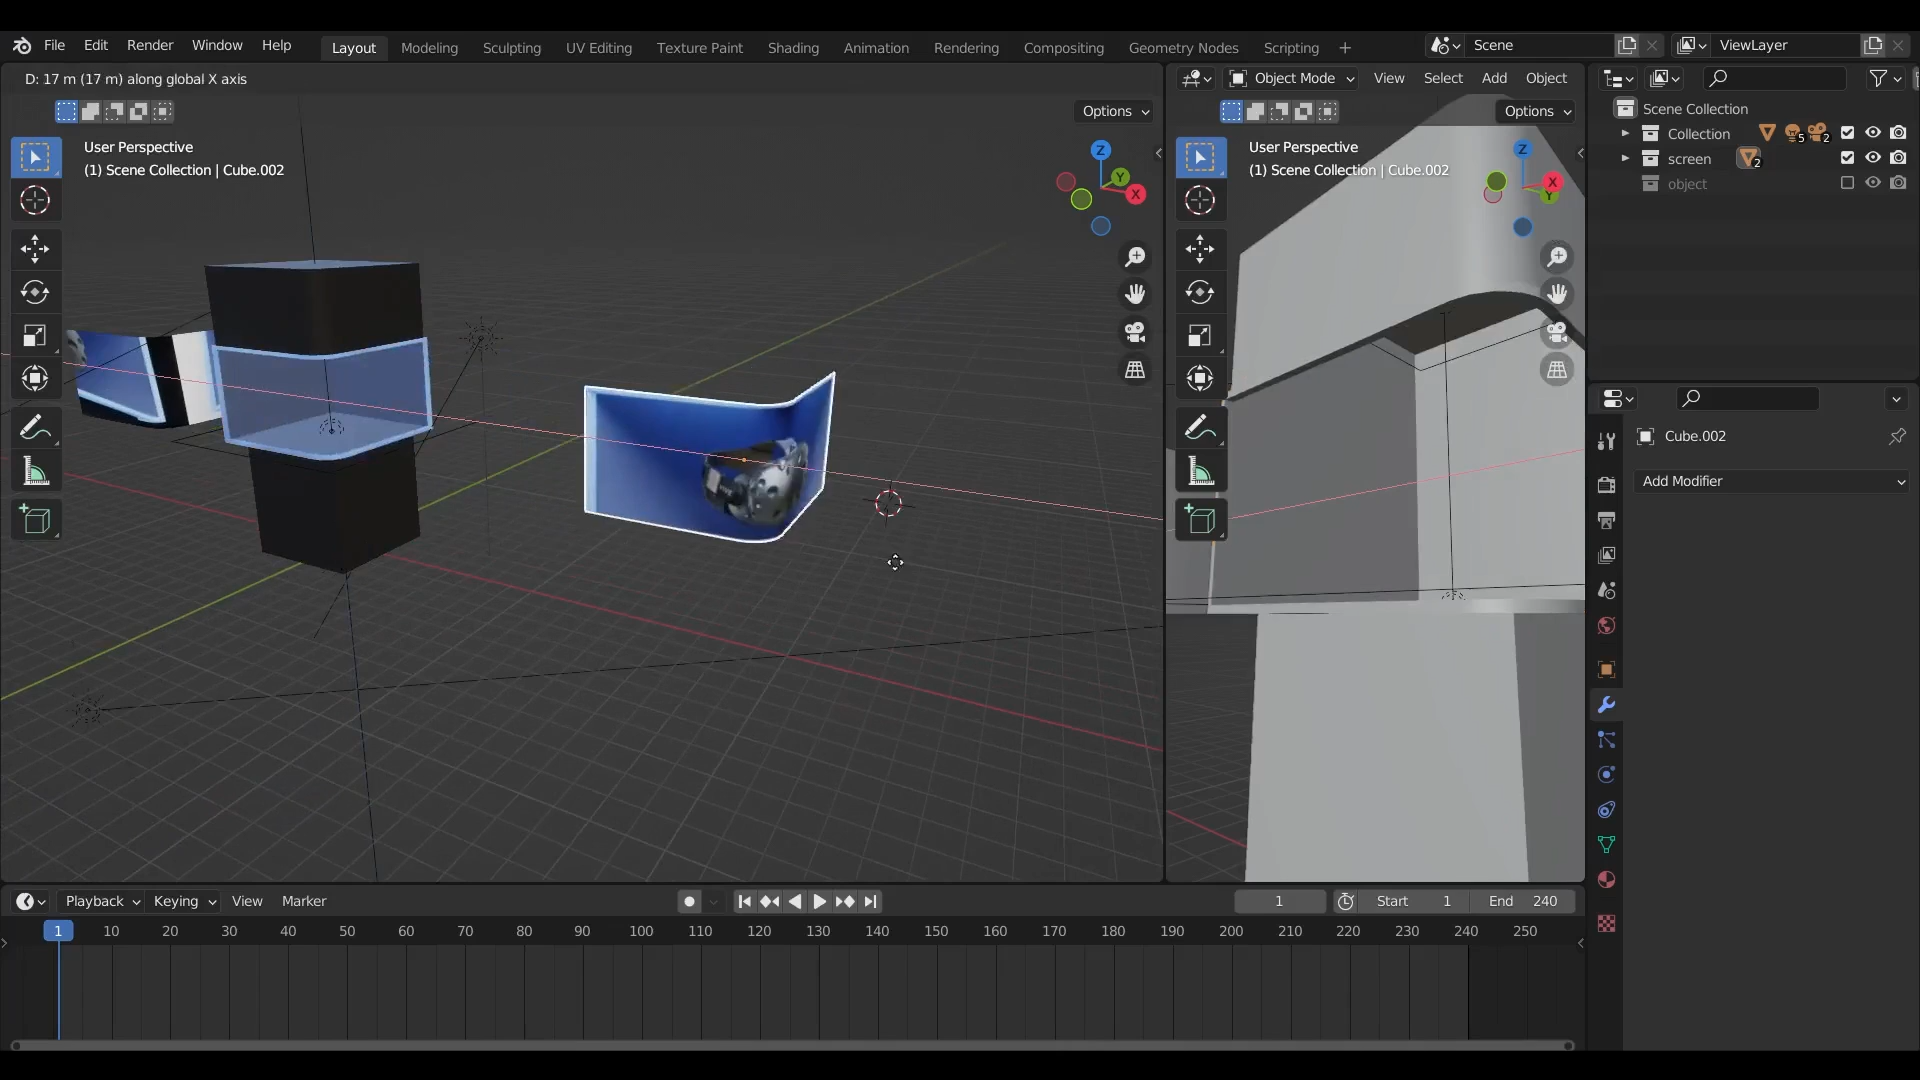 File Edit Render Window Help
Layout Modeling Sculpting UV Editing Texture Paint Shading Animation Rendering Compositing Geometry Nodes Scripting +
Scene
ViewLayer
D: 17 m (17 m) along global X axis
Object Mode View Select Add Object
Options
Options
User Perspective
(1) Scene Collection | Cube.002
Z
Y
X
User Perspective
(1) Scene Collection | Cube.002
Z
X
Y
Scene Collection
Collection 5 2
screen 2
object
Cube.002
Add Modifier
Playback Keying View Marker
1
Start 1
End 240
1 10 20 30 40 50 60 70 80 90 100 110 120 130 140 150 160 170 180 190 200 210 220 230 240 250